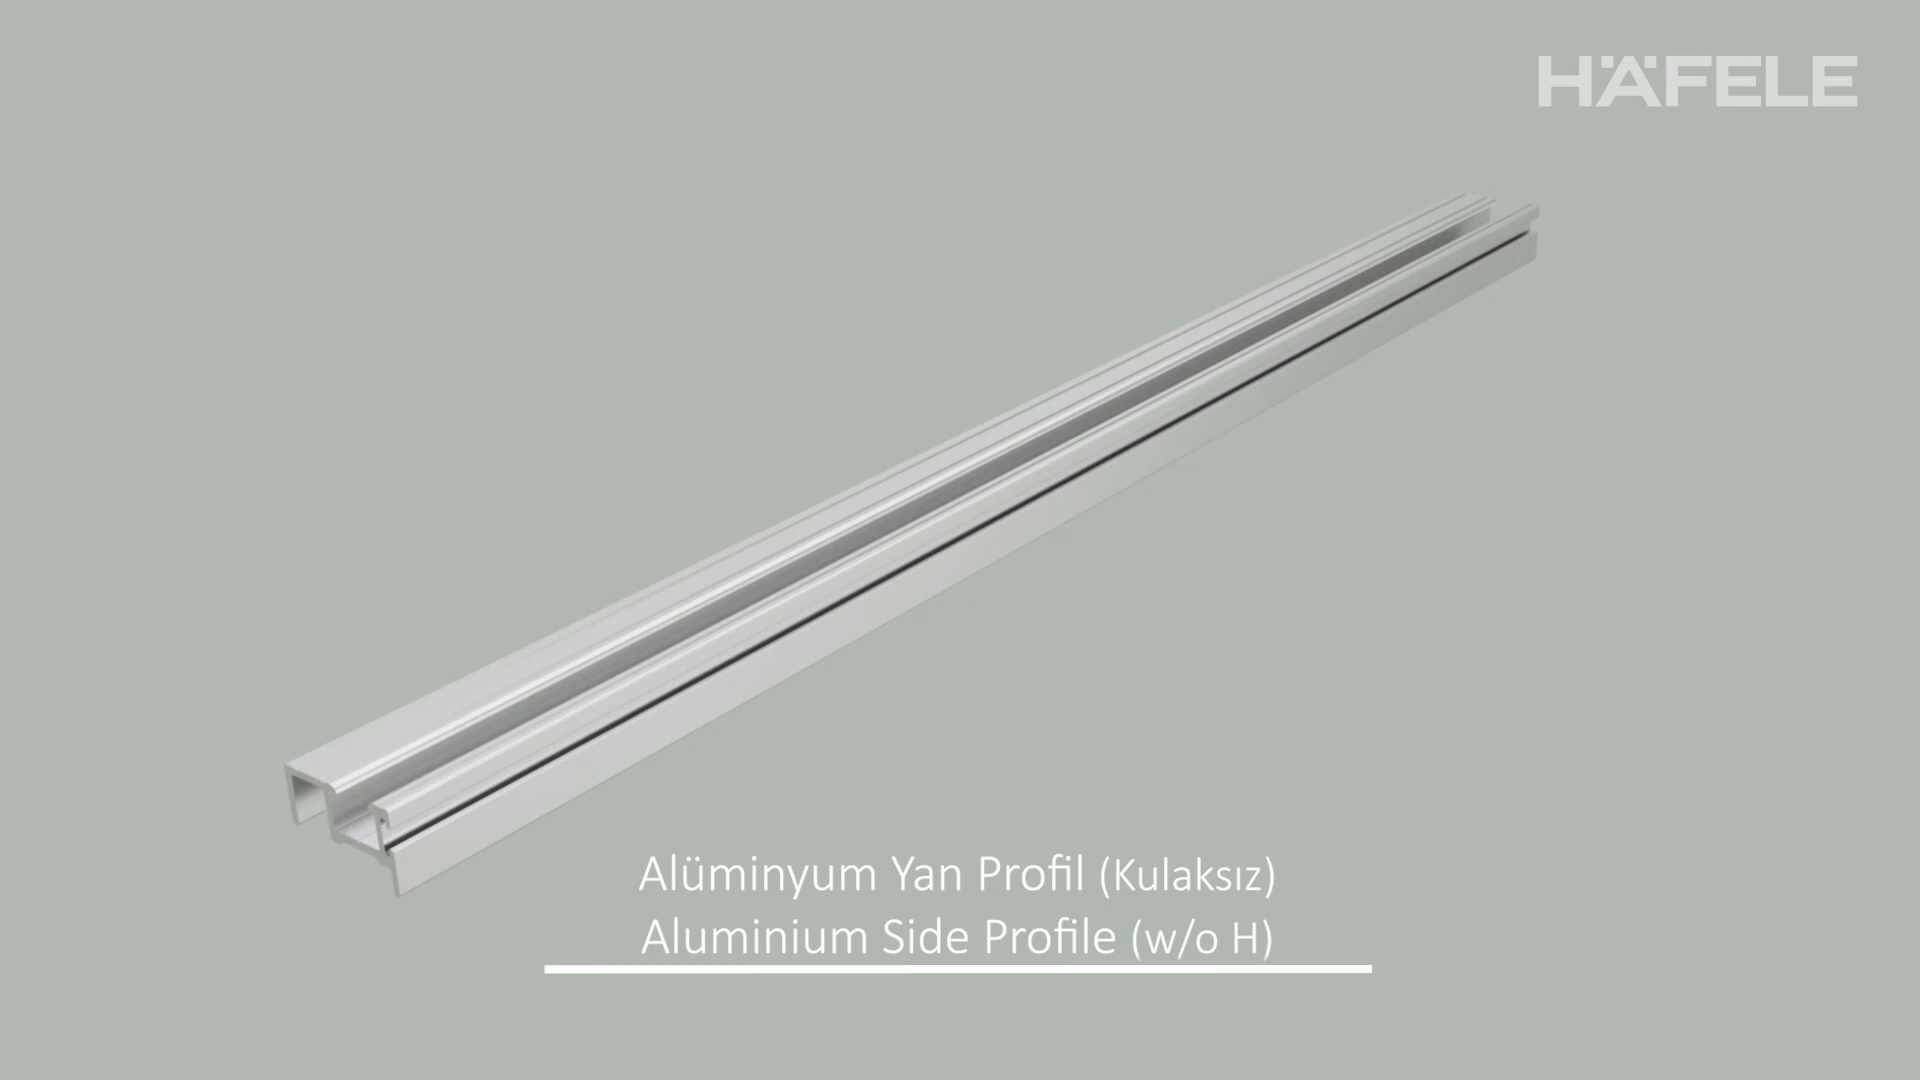 HÄFELE
Alüminyum Yan Profil (Kulaksız)
Aluminium Side Profile (w/o H)